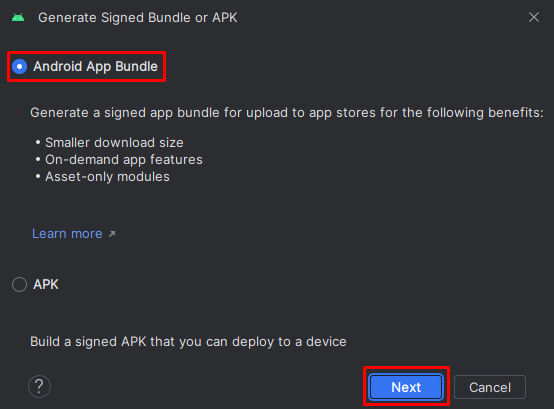 Generate Signed Bundle or APK
Android App Bundle
Generate a signed app bundle for upload to app stores for the following benefits:
• Smaller download size
• On-demand app features
• Asset-only modules
Learn more ↗
APK
Build a signed APK that you can deploy to a device
? Next Cancel